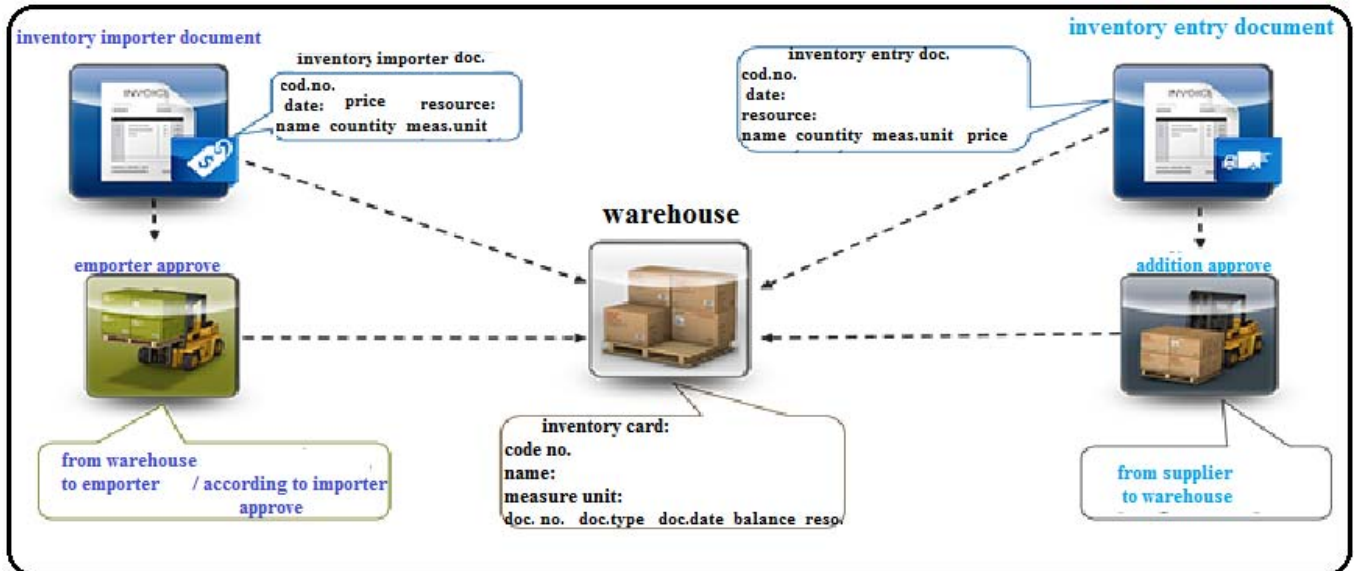 inventory importer document
inventory importer doc.
cod.no.
date: price resource:
name countity meas.unit
INVOICE
inventory entry document
inventory entry doc.
cod.no.
date:
resource:
name countity meas.unit price
INVOICE
warehouse
emporter approve
addition approve
from warehouse
to emporter / according to importer
approve
inventory card:
code no.
name:
measure unit:
doc. no. doc.type doc.date balance reso.
from supplier
to warehouse